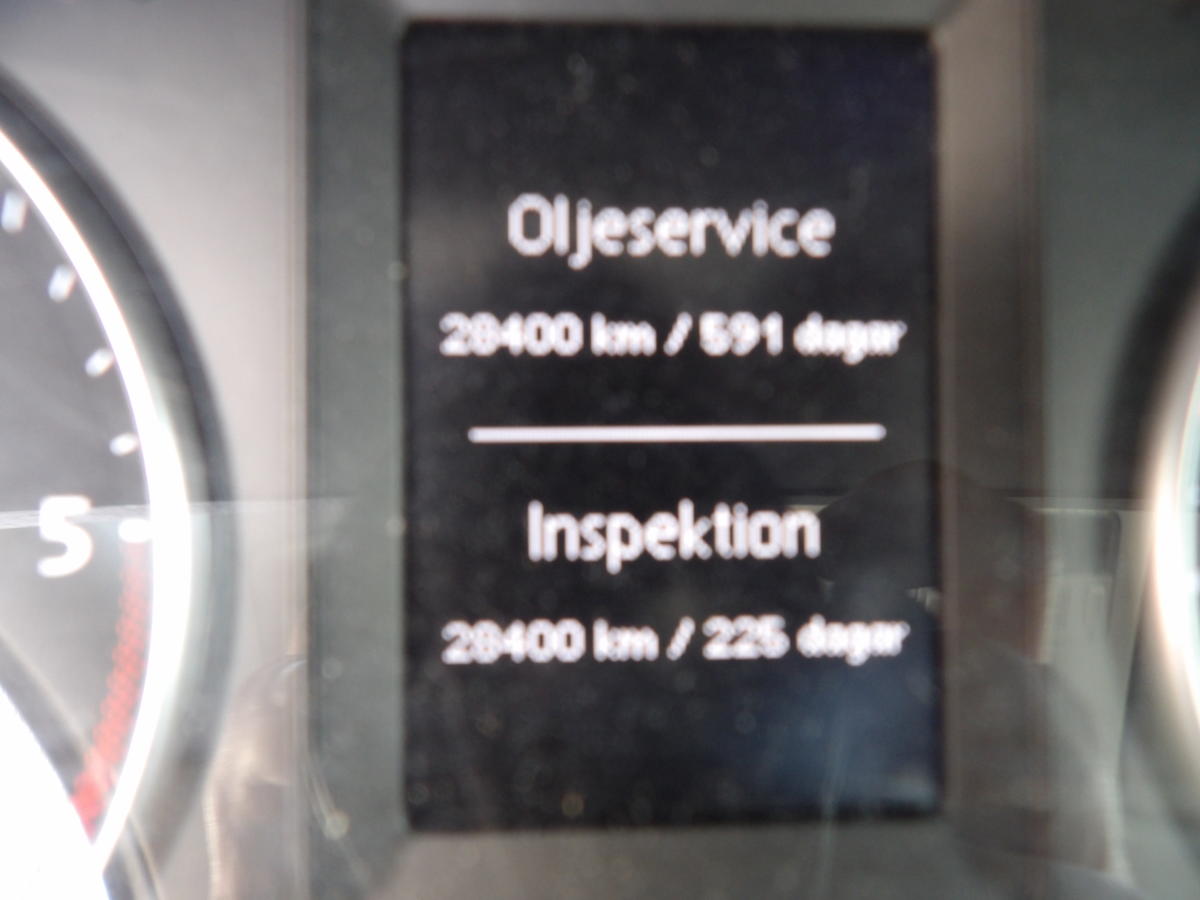 Oljeservice
28400 km / 591 dagar
Inspektion
28400 km / 225 dagar
5